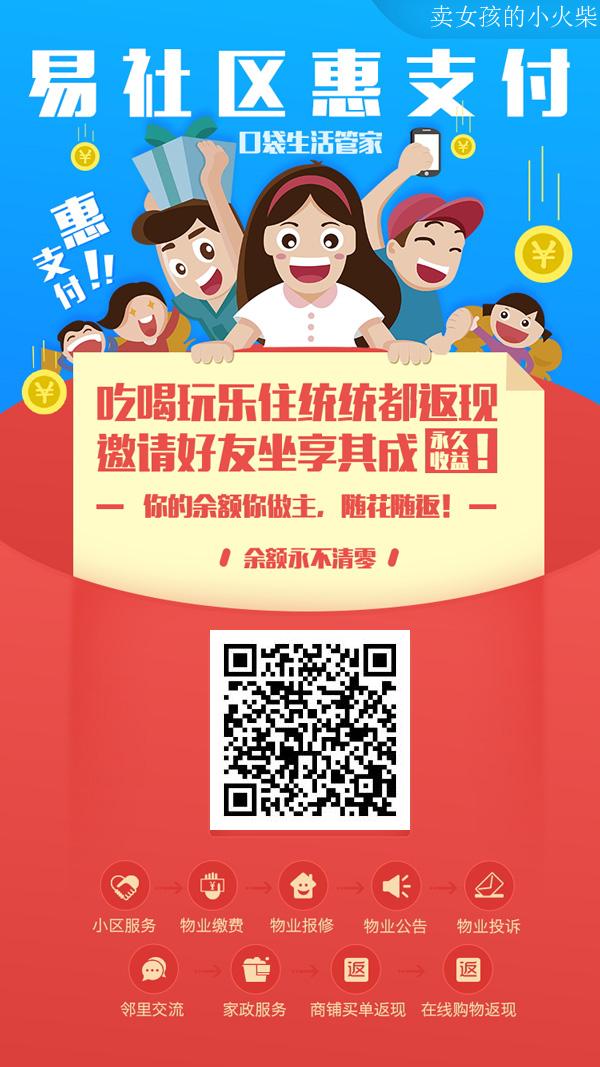 卖女孩的小火柴
易社区惠支付
口袋生活管家
惠
支付!!
吃喝玩乐住统统都返现
邀请好友坐享其成 永久收益!
你的余额你做主，随花随返!
余额永不清零
小区服务 物业缴费 物业报修 物业公告 物业投诉
邻里交流 家政服务 商铺买单返现 在线购物返现
返 返